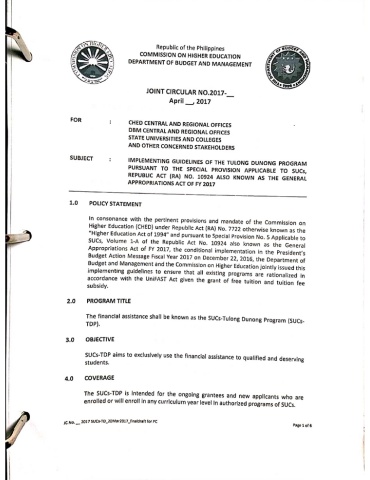 Republic of the Philippines
COMMISSION ON HIGHER EDUCATION
DEPARTMENT OF BUDGET AND MANAGEMENT
JOINT CIRCULAR NO.2017-__
April __, 2017
FOR : CHED CENTRAL AND REGIONAL OFFICES
DBM CENTRAL AND REGIONAL OFFICES
STATE UNIVERSITIES AND COLLEGES
AND OTHER CONCERNED STAKEHOLDERS
SUBJECT : IMPLEMENTING GUIDELINES OF THE TULONG DUNONG PROGRAM
PURSUANT TO THE SPECIAL PROVISION APPLICABLE TO SUCs,
REPUBLIC ACT (RA) NO. 10924 ALSO KNOWN AS THE GENERAL
APPROPRIATIONS ACT OF FY 2017
1.0 POLICY STATEMENT
In consonance with the pertinent provisions and mandate of the Commission on
Higher Education (CHED) under Republic Act (RA) No. 7722 otherwise known as the
"Higher Education Act of 1994" and pursuant to Special Provision No. 5 Applicable to
SUCs, Volume 1-A of the Republic Act No. 10924 also known as the General
Appropriations Act of FY 2017, the conditional implementation in the President's
Budget Action Message Fiscal Year 2017 on December 22, 2016, the Department of
Budget and Management and the Commission on Higher Education jointly issued this
implementing guidelines to ensure that all existing programs are rationalized in
accordance with the UniFAST Act given the grant of free tuition and tuition fee
subsidy.
2.0 PROGRAM TITLE
The financial assistance shall be known as the SUCs-Tulong Dunong Program (SUCs-
TDP).
3.0 OBJECTIVE
SUCs-TDP aims to exclusively use the financial assistance to qualified and deserving
students.
4.0 COVERAGE
The SUCs-TDP is intended for the ongoing grantees and new applicants who are
enrolled or will enroll in any curriculum year level in authorized programs of SUCs.
Page 1 of 6